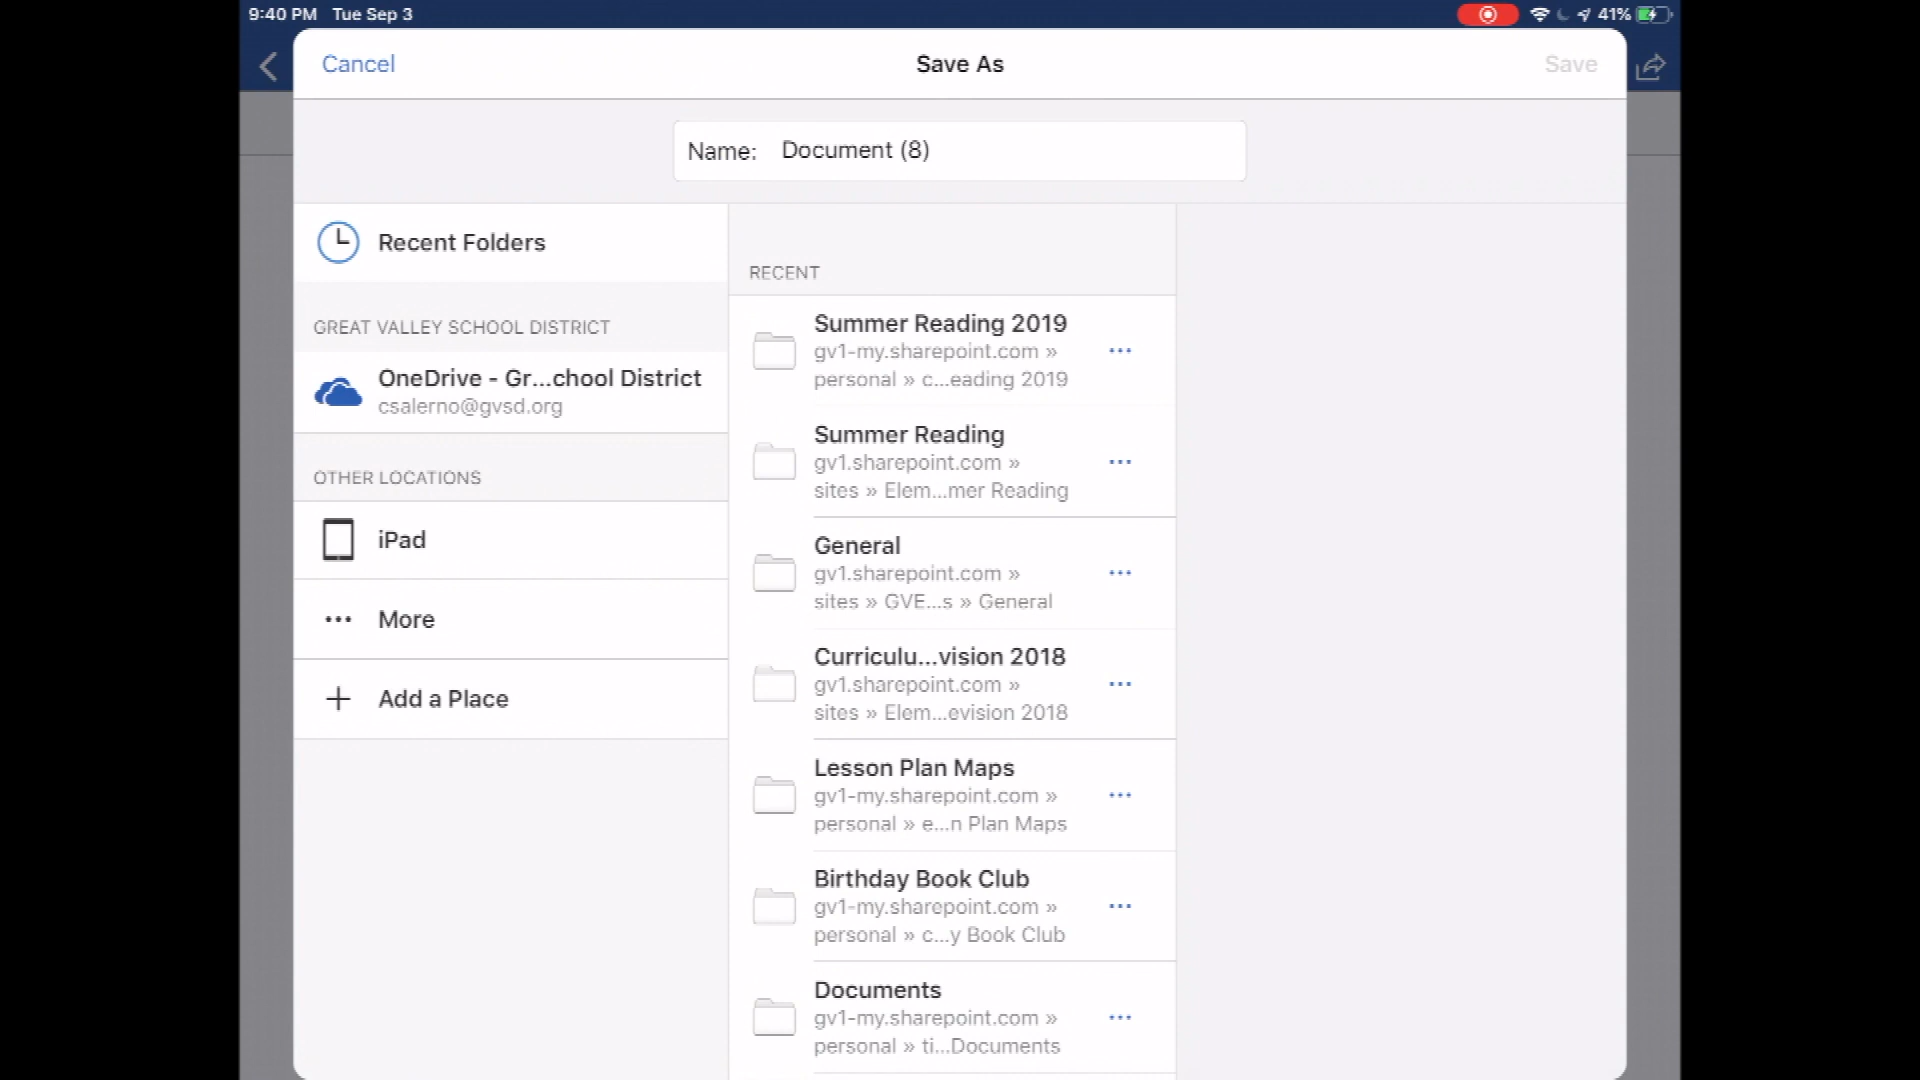 9:40 PM Tue Sep 3
41%
Cancel
Save As
Save
Name: Document (8)
Recent Folders
GREAT VALLEY SCHOOL DISTRICT
OneDrive - Gr...chool District
csalerno@gvsd.org
OTHER LOCATIONS
iPad
More
Add a Place
RECENT
Summer Reading 2019
gv1-my.sharepoint.com »
personal » c...eading 2019
Summer Reading
gv1.sharepoint.com »
sites » Elem...mer Reading
General
gv1.sharepoint.com »
sites » GVE...s » General
Curriculu...vision 2018
gv1.sharepoint.com »
sites » Elem...evision 2018
Lesson Plan Maps
gv1-my.sharepoint.com »
personal » e...n Plan Maps
Birthday Book Club
gv1-my.sharepoint.com »
personal » c...y Book Club
Documents
gv1-my.sharepoint.com »
personal » ti...Documents